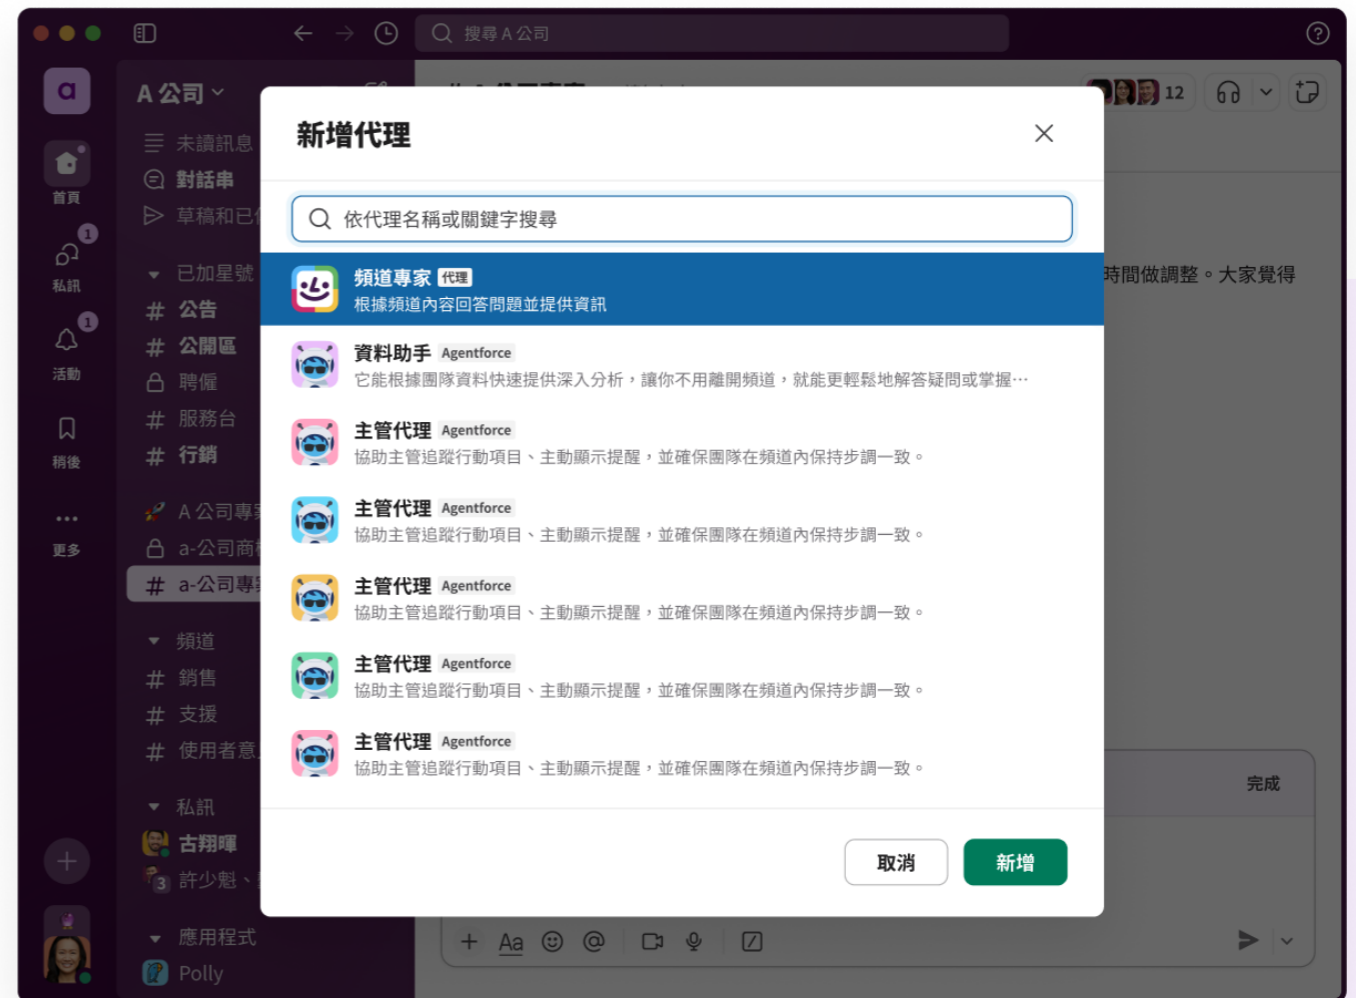 搜尋 A 公司
a
首頁
1
私訊
1
活動
稍後
更多
A 公司
未讀訊息
對話串
草稿和已
已加星號
公告
公開區
聘僱
服務台
行銷
A 公司專
a-公司商
a-公司專
頻道
銷售
支援
使用者意
私訊
古翔暉
3 許少魁、
應用程式
Polly
12
時間做調整。大家覺得
完成
Aa
新增代理
依代理名稱或關鍵字搜尋
頻道專家 代理
根據頻道內容回答問題並提供資訊
資料助手 Agentforce
它能根據團隊資料快速提供深入分析，讓你不用離開頻道，就能更輕鬆地解答疑問或掌握…
主管代理 Agentforce
協助主管追蹤行動項目、主動顯示提醒，並確保團隊在頻道內保持步調一致。
主管代理 Agentforce
協助主管追蹤行動項目、主動顯示提醒，並確保團隊在頻道內保持步調一致。
主管代理 Agentforce
協助主管追蹤行動項目、主動顯示提醒，並確保團隊在頻道內保持步調一致。
主管代理 Agentforce
協助主管追蹤行動項目、主動顯示提醒，並確保團隊在頻道內保持步調一致。
主管代理 Agentforce
協助主管追蹤行動項目、主動顯示提醒，並確保團隊在頻道內保持步調一致。
取消
新增